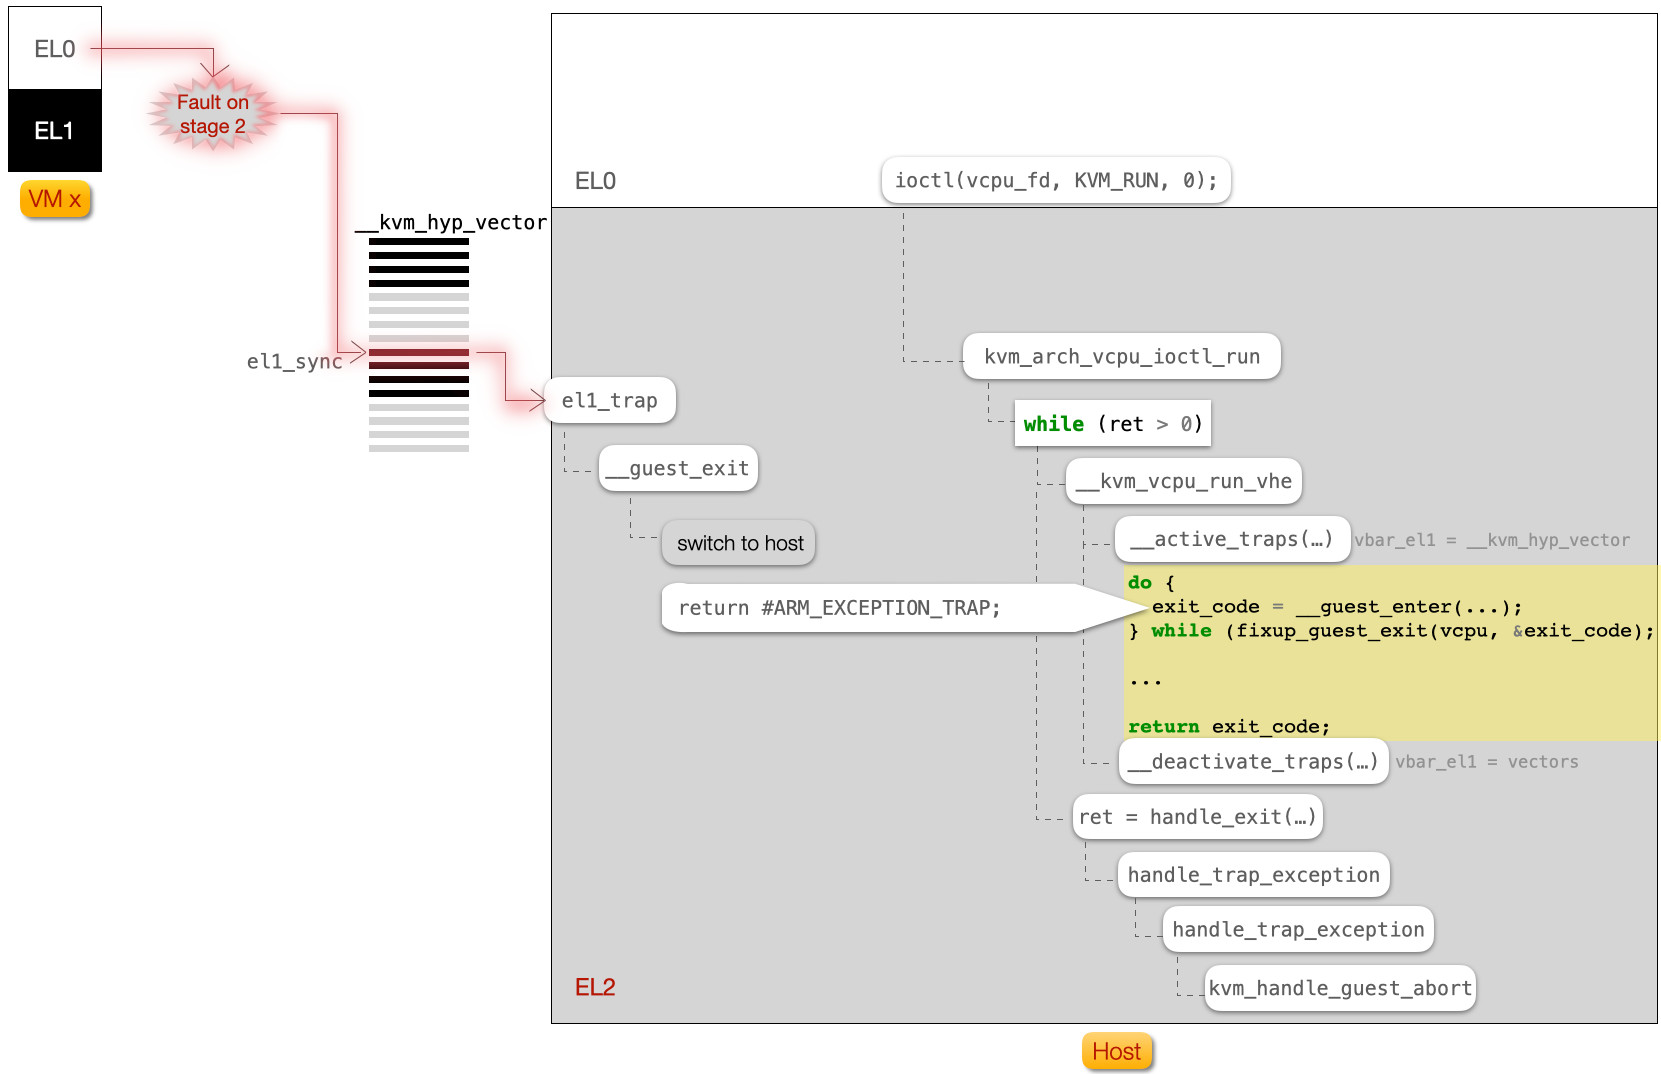 EL0
EL1
VM x
Fault on
stage 2
__kvm_hyp_vector
el1_sync
EL0
ioctl(vcpu_fd, KVM_RUN, 0);
kvm_arch_vcpu_ioctl_run
while (ret > 0)
el1_trap
__guest_exit
switch to host
return #ARM_EXCEPTION_TRAP;
__kvm_vcpu_run_vhe
__active_traps(…) vbar_el1 = __kvm_hyp_vector
do {
exit_code = __guest_enter(...);
} while (fixup_guest_exit(vcpu, &exit_code);
...
return exit_code;
__deactivate_traps(…) vbar_el1 = vectors
ret = handle_exit(…)
handle_trap_exception
handle_trap_exception
kvm_handle_guest_abort
EL2
Host